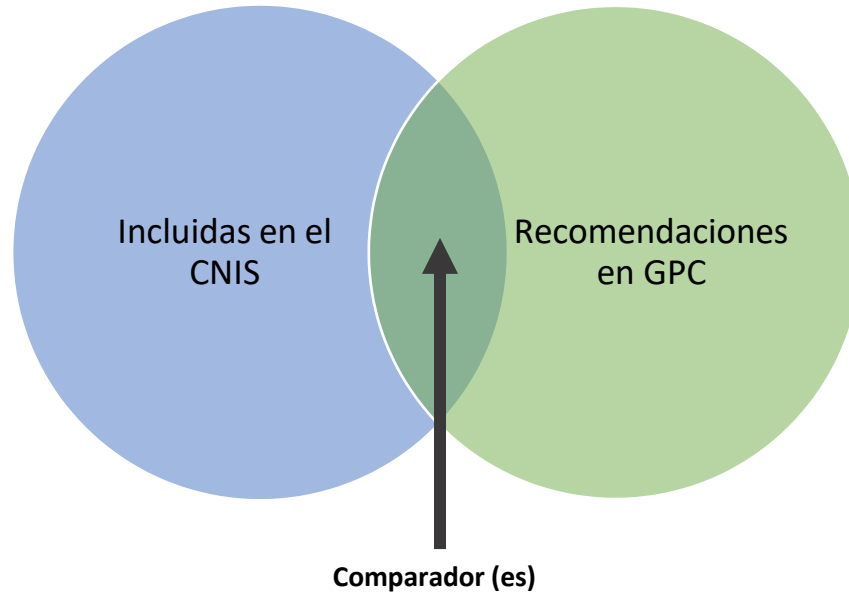 Incluidas en el
CNIS
Recomendaciones
en GPC
Comparador (es)